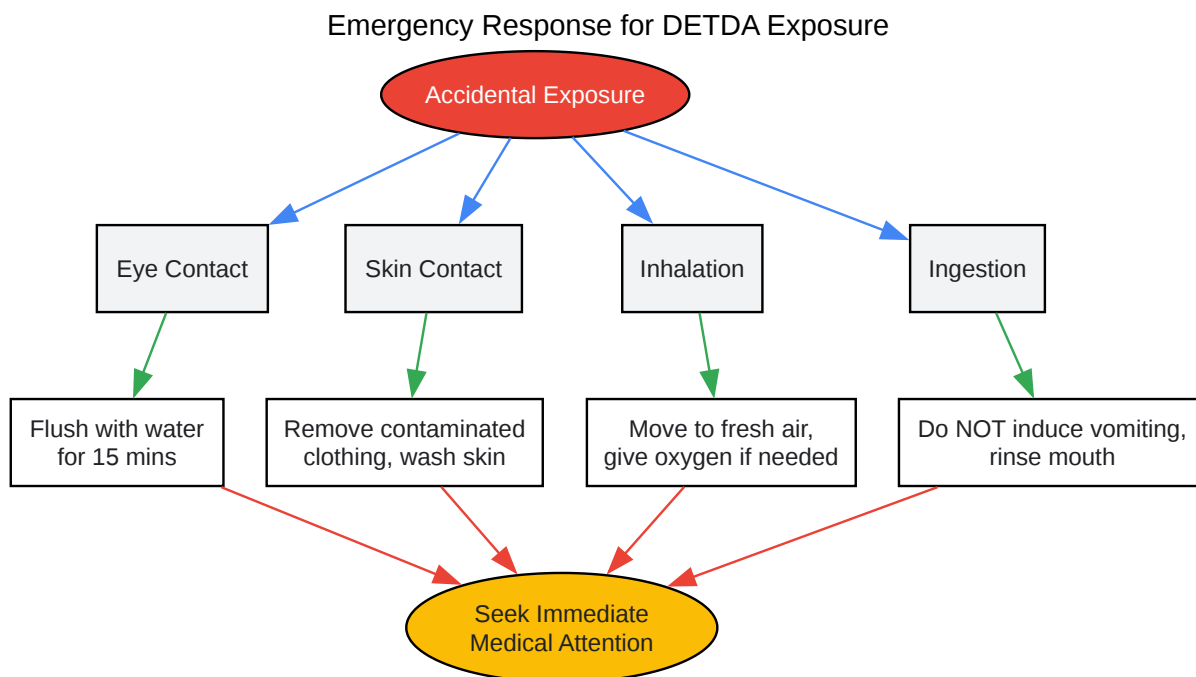 Emergency Response for DETDA Exposure
Accidental Exposure
Eye Contact
Skin Contact
Inhalation
Ingestion
Flush with water
for 15 mins
Remove contaminated
clothing, wash skin
Move to fresh air,
give oxygen if needed
Do NOT induce vomiting,
rinse mouth
Seek Immediate
Medical Attention